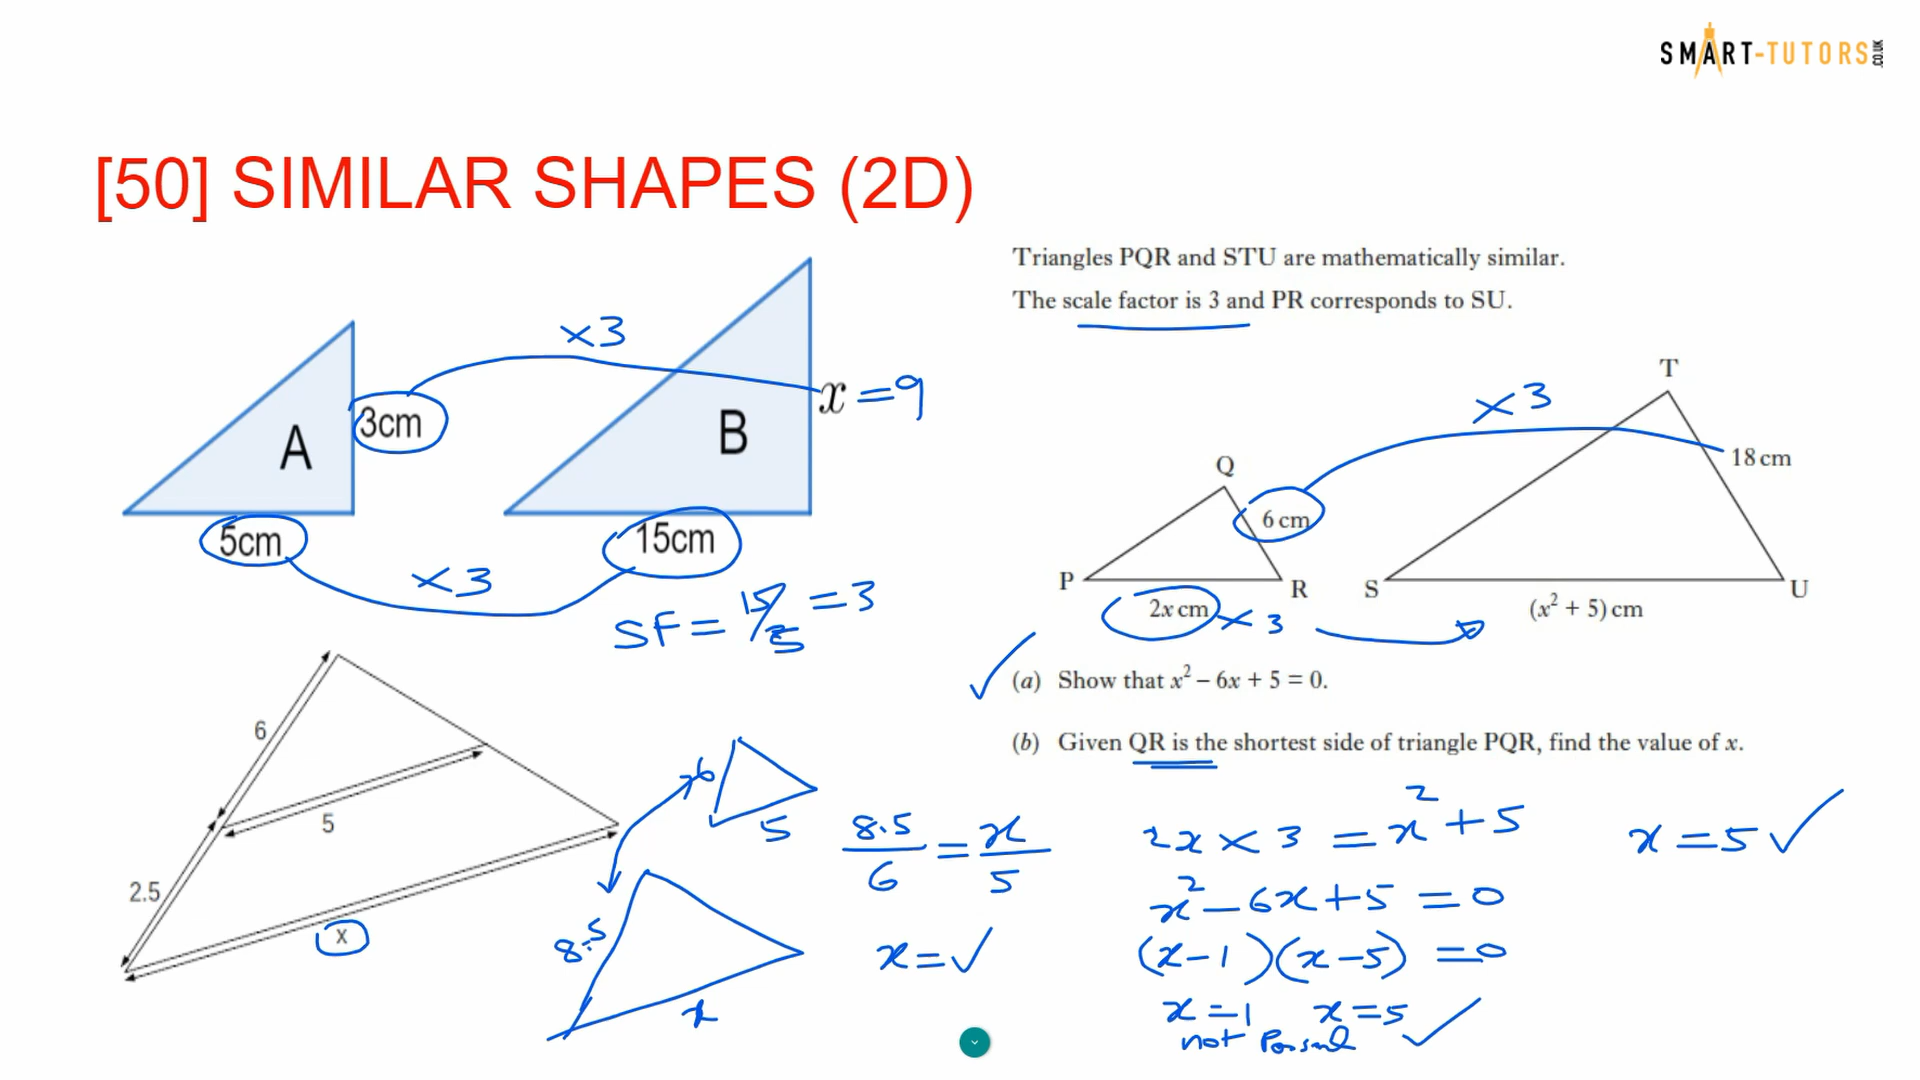 SMART-TUTORS.CO.UK
[50] SIMILAR SHAPES (2D)
×3
A
3cm
B
x = 9
5cm
15cm
×3
SF = 15/5 = 3
6
5
2.5
x
6
5
8.5
x
8.5/6 = x/5
x = ✓
Triangles PQR and STU are mathematically similar.
The scale factor is 3 and PR corresponds to SU.
T
×3
18 cm
Q
6 cm
P
R
S
U
2x cm ×3
(x² + 5) cm
✓
(a) Show that x² – 6x + 5 = 0.
(b) Given QR is the shortest side of triangle PQR, find the value of x.
2x × 3 = x² + 5
x = 5 ✓
x² – 6x + 5 = 0
(x – 1)(x – 5) = 0
x = 1 x = 5 ✓
not